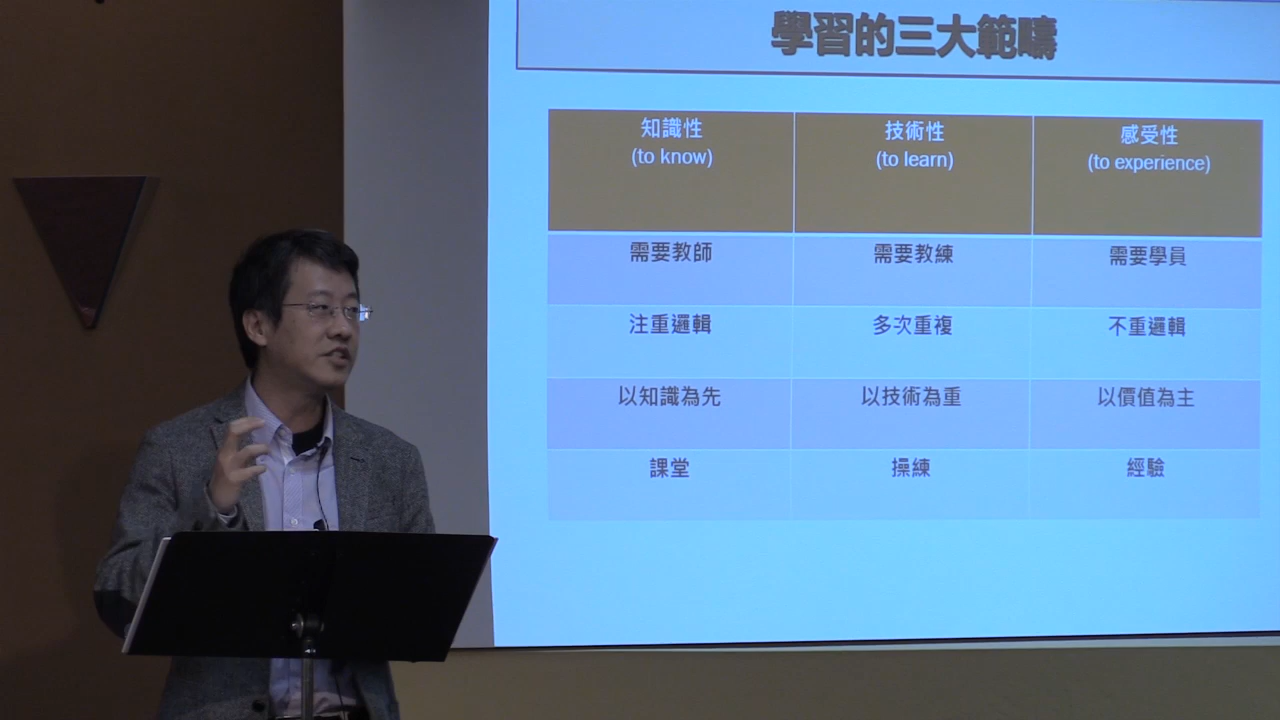 學習的三大範疇
知識性
(to know)
技術性
(to learn)
感受性
(to experience)
需要教師
需要教練
需要學員
注重邏輯
多次重複
不重邏輯
以知識為先
以技術為重
以價值為主
課堂
操練
經驗